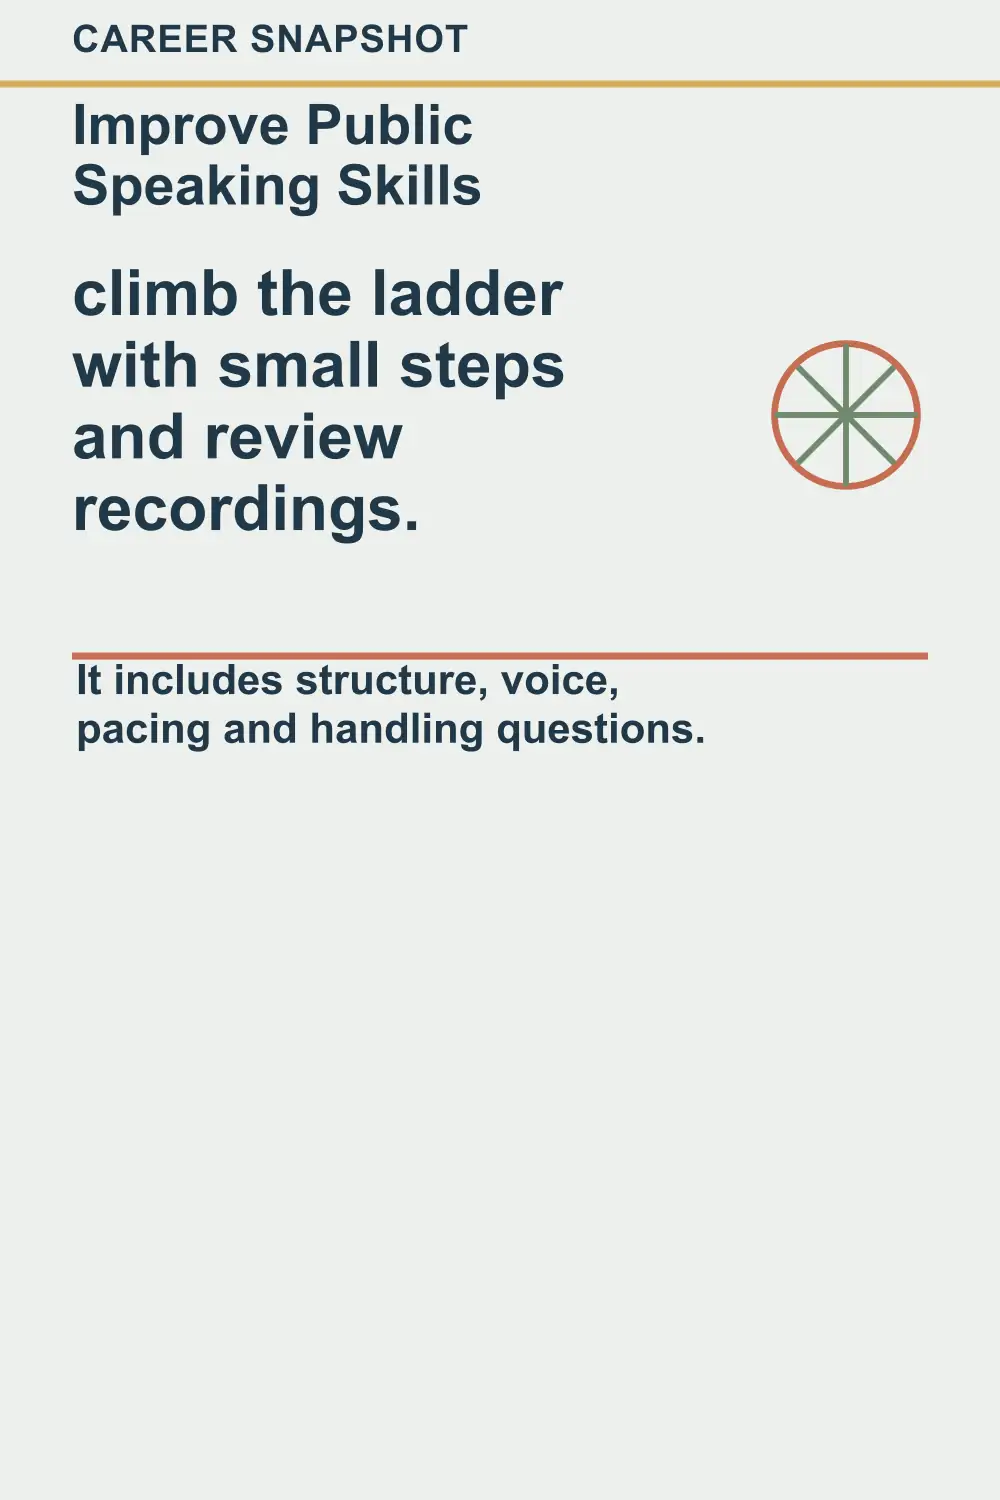 CAREER SNAPSHOT
Improve Public
Speaking Skills
climb the ladder
with small steps
and review
recordings.
It includes structure, voice,
pacing and handling questions.